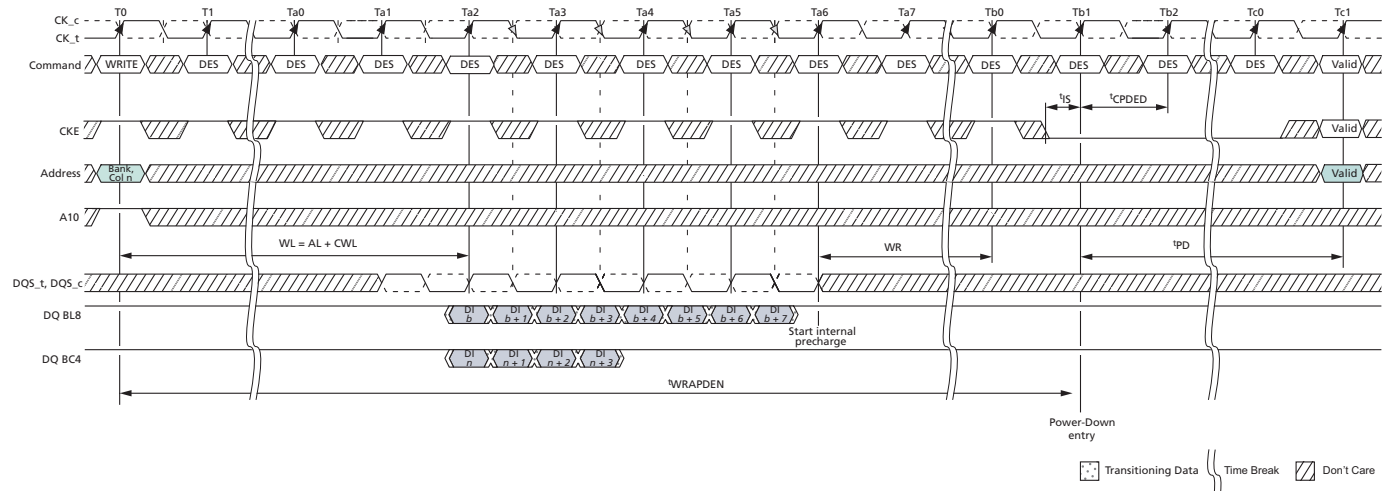 T0 T1 Ta0 Ta1 Ta2 Ta3 Ta4 Ta5 Ta6 Ta7 Tb0 Tb1 Tb2 Tc0 Tc1
CK_c
CK_t
Command WRITE DES DES DES DES DES DES DES DES DES DES DES DES DES Valid
tIS tCPDED
CKE Valid
Address Bank, Col n Valid
A10
WL = AL + CWL WR tPD
DQS_t, DQS_c
DQ BL8 DI b DI b + 1 DI b + 2 DI b + 3 DI b + 4 DI b + 5 DI b + 6 DI b + 7
Start internal
precharge
DQ BC4 DI n DI n + 1 DI n + 2 DI n + 3
tWRAPDEN
Power-Down
entry
Transitioning Data Time Break Don't Care